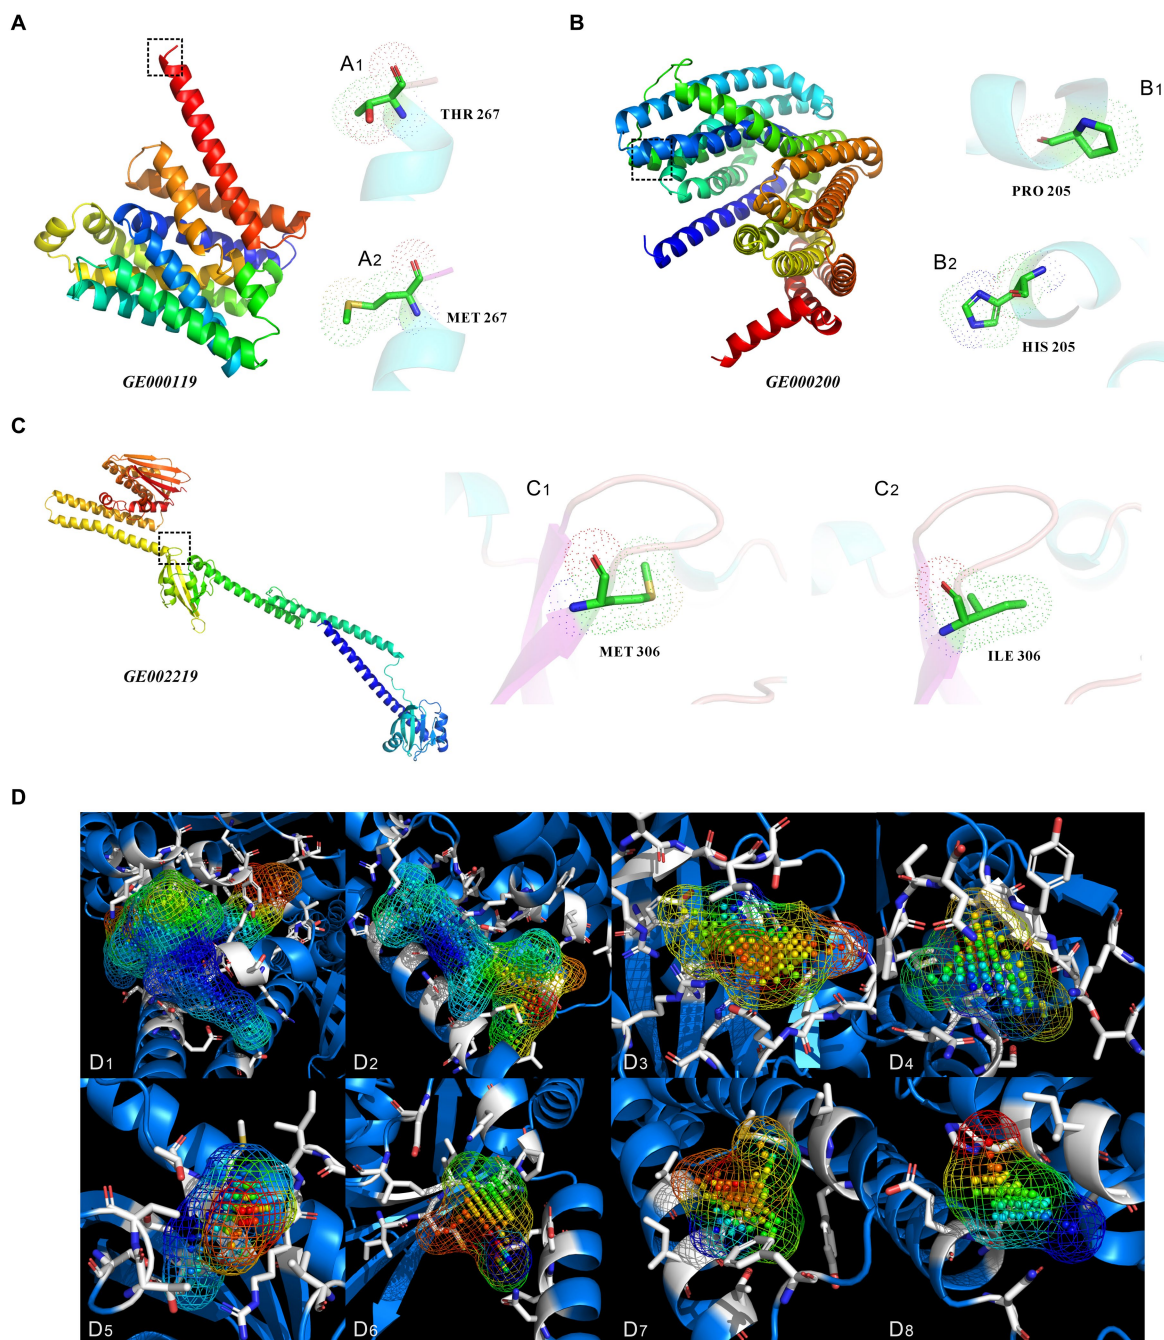 A
B
A1
THR 267
A2
MET 267
GE000119
B1
PRO 205
B2
HIS 205
GE000200
C
C1
C2
MET 306
ILE 306
GE002219
D
D1
D2
D3
D4
D5
D6
D7
D8